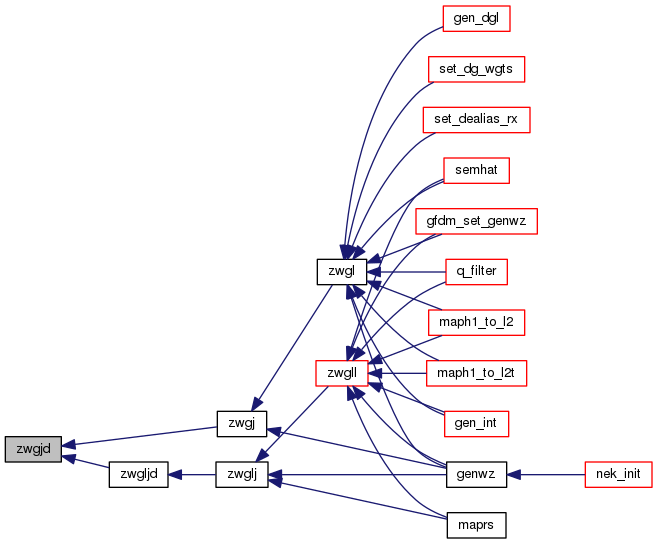 gen_dgl
set_dg_wgts
set_dealias_rx
semhat
gfdm_set_genwz
zwgl
q_filter
maph1_to_l2
zwgll
maph1_to_l2t
zwgj
gen_int
zwgjd
zwgljd
zwglj
genwz
nek_init
maprs